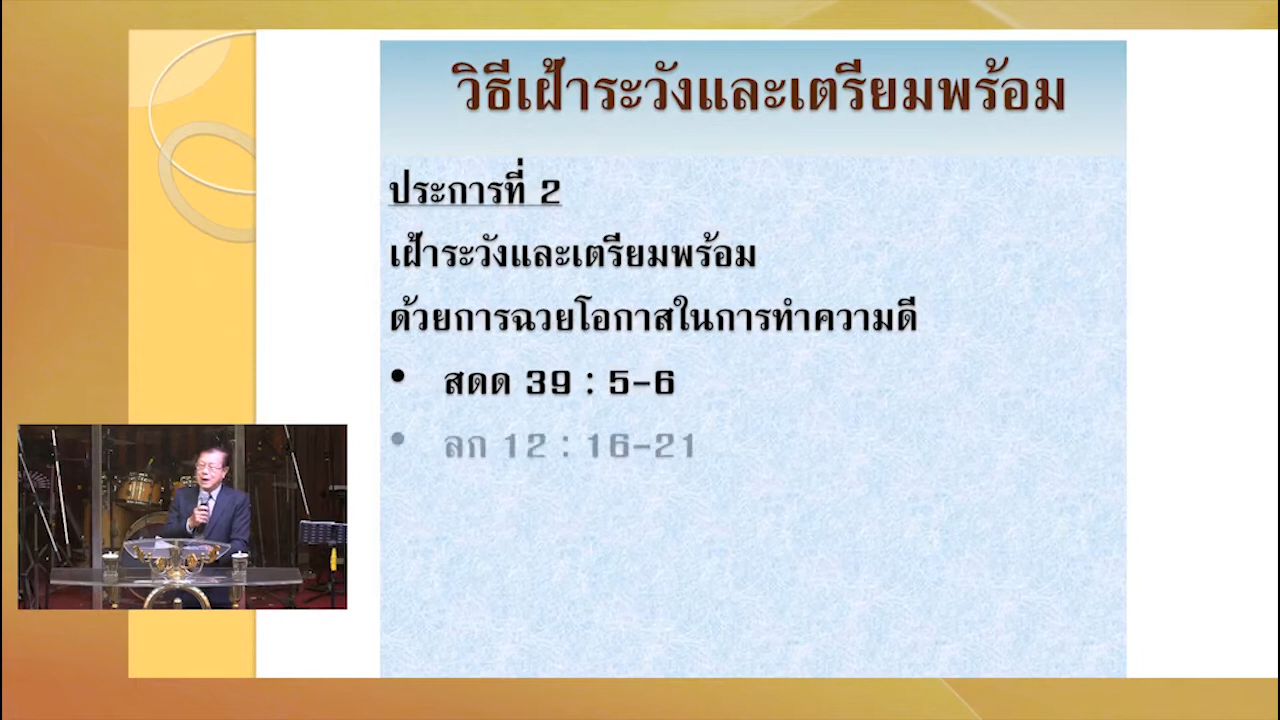 วิธีเฝ้าระวังและเตรียมพร้อม
ประการที่ 2
เฝ้าระวังและเตรียมพร้อม
ด้วยการฉวยโอกาสในการทำความดี
• สดด 39 : 5-6
• ลก 12 : 16-21